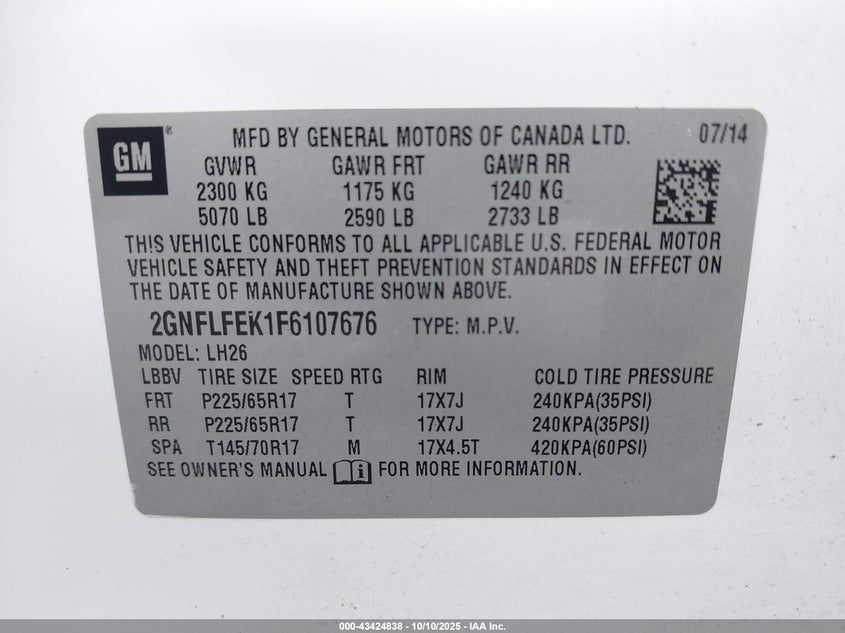 GM ® MFD BY GENERAL MOTORS OF CANADA LTD. 07/14
GVWR GAWR FRT GAWR RR
2300 KG 1175 KG 1240 KG
5070 LB 2590 LB 2733 LB
THIS VEHICLE CONFORMS TO ALL APPLICABLE U.S. FEDERAL MOTOR
VEHICLE SAFETY AND THEFT PREVENTION STANDARDS IN EFFECT ON
THE DATE OF MANUFACTURE SHOWN ABOVE.
2GNFLFEK1F6107676 TYPE: M.P.V.
MODEL: LH26
LBBV TIRE SIZE SPEED RTG RIM COLD TIRE PRESSURE
FRT P225/65R17 T 17X7J 240KPA(35PSI)
RR P225/65R17 T 17X7J 240KPA(35PSI)
SPA T145/70R17 M 17X4.5T 420KPA(60PSI)
SEE OWNER'S MANUAL FOR MORE INFORMATION.
000-43424838 - 10/10/2025 - IAA Inc.